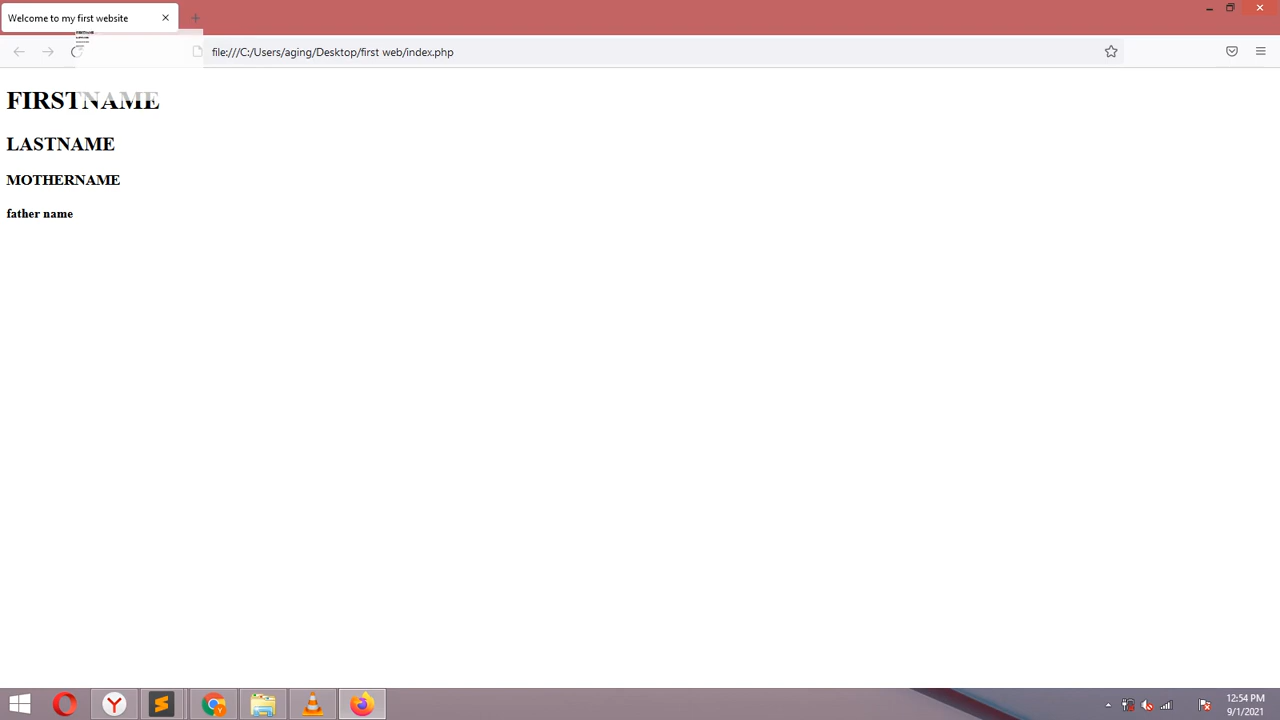 Welcome to my first website
file:///C:/Users/aging/Desktop/first web/index.php
FIRSTNAME
LASTNAME
MOTHERNAME
father name
12:54 PM
9/1/2021